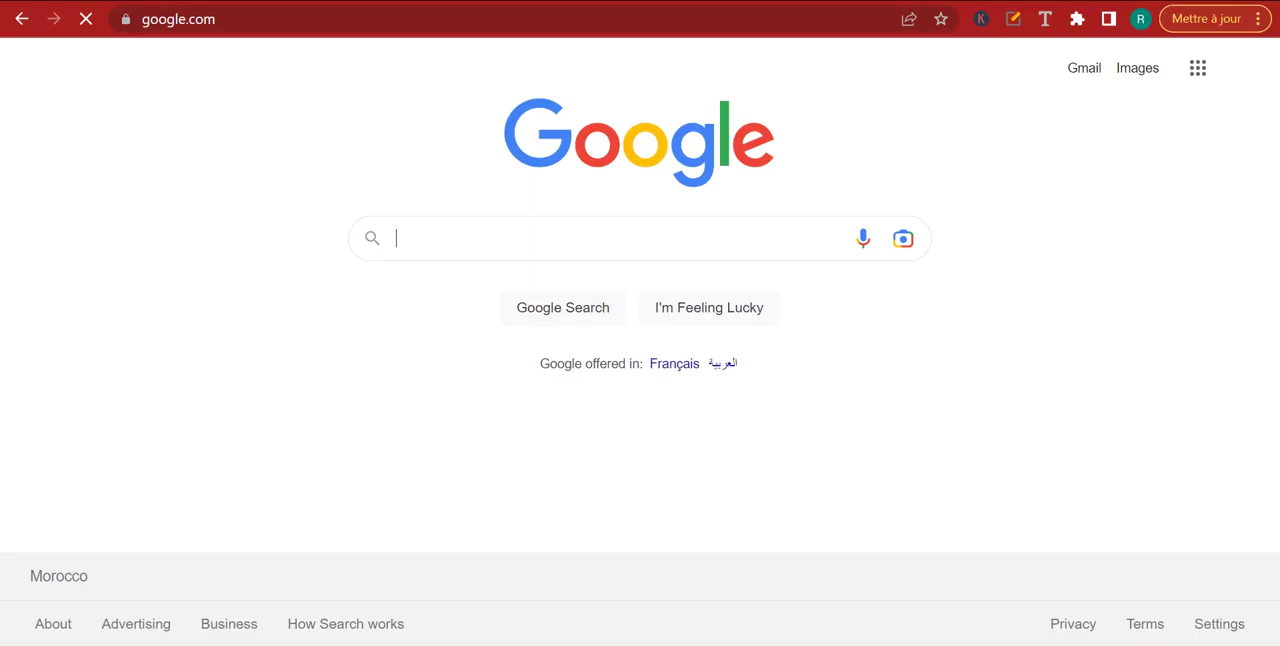 google.com
K
T
R
Mettre à jour
Gmail Images
Google
Google Search I'm Feeling Lucky
Google offered in: Français العربية
Morocco
About Advertising Business How Search works Privacy Terms Settings